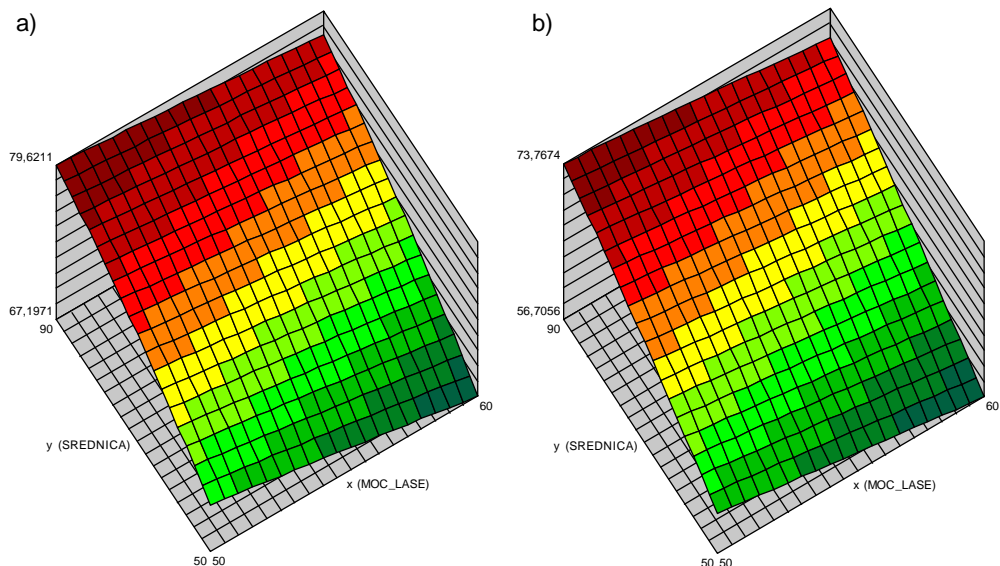 a)
79,6211
67,1971
90
y (SREDNICA)
50 50
x (MOC_LASE)
60
b)
73,7674
56,7056
90
y (SREDNICA)
50 50
x (MOC_LASE)
60